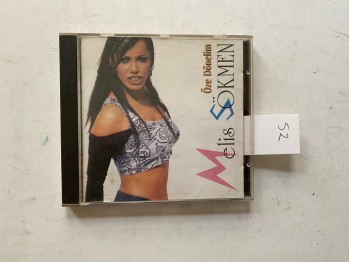 Öze Dönelim
Melis SÖKMEN
52